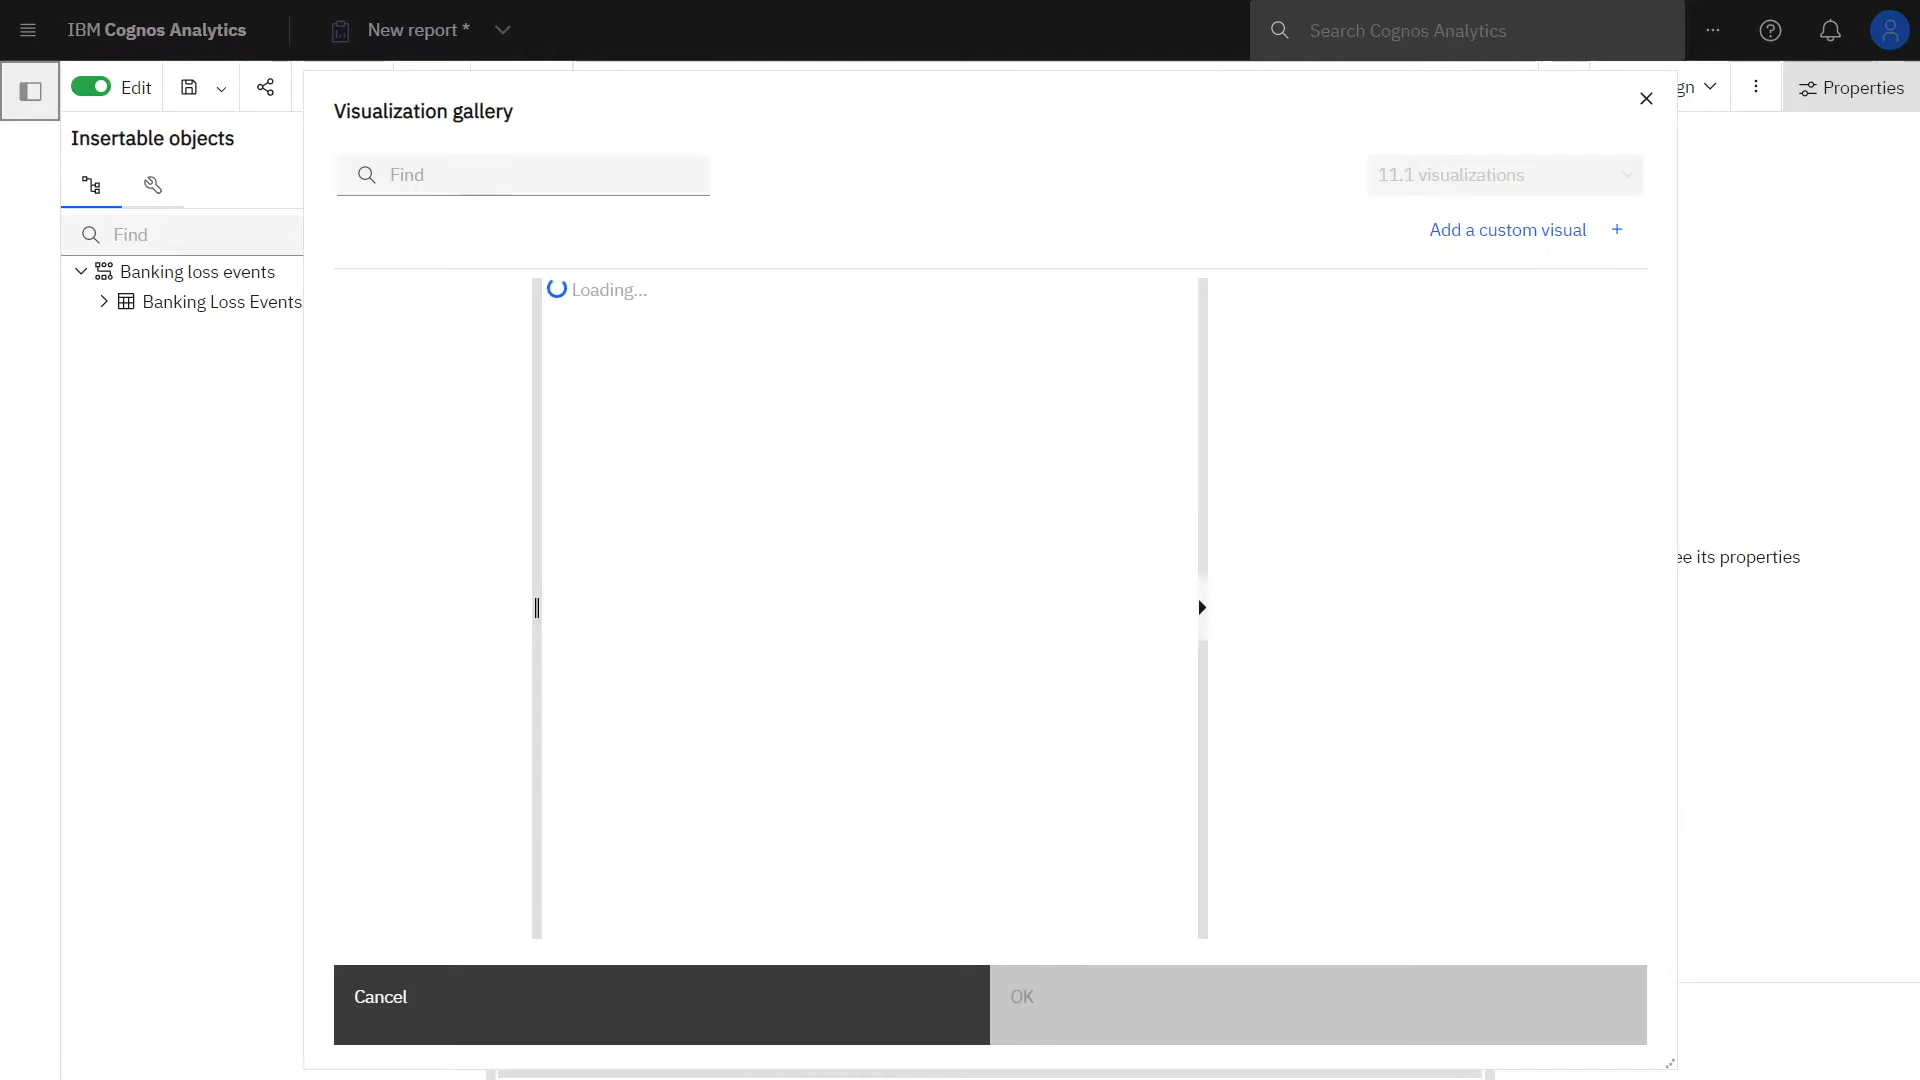 IBM Cognos Analytics
New report *
Search Cognos Analytics
Edit
gn
Properties
Insertable objects
Find
Banking loss events
Banking Loss Events
Visualization gallery
Find
11.1 visualizations
Add a custom visual +
Loading...
ee its properties
Cancel
OK